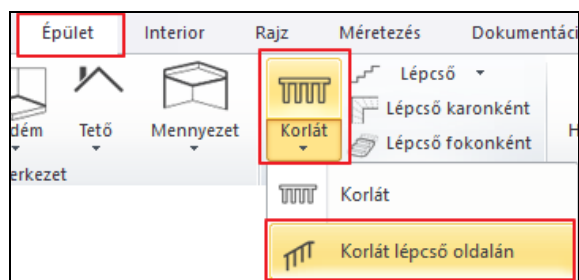 Épület Interior Rajz Méretezés Dokumentáci
Lépcső
Lépcső karonként
dém Tető Mennyezet Korlát Lépcső fokonként H
erkezet
Korlát
Korlát lépcső oldalán